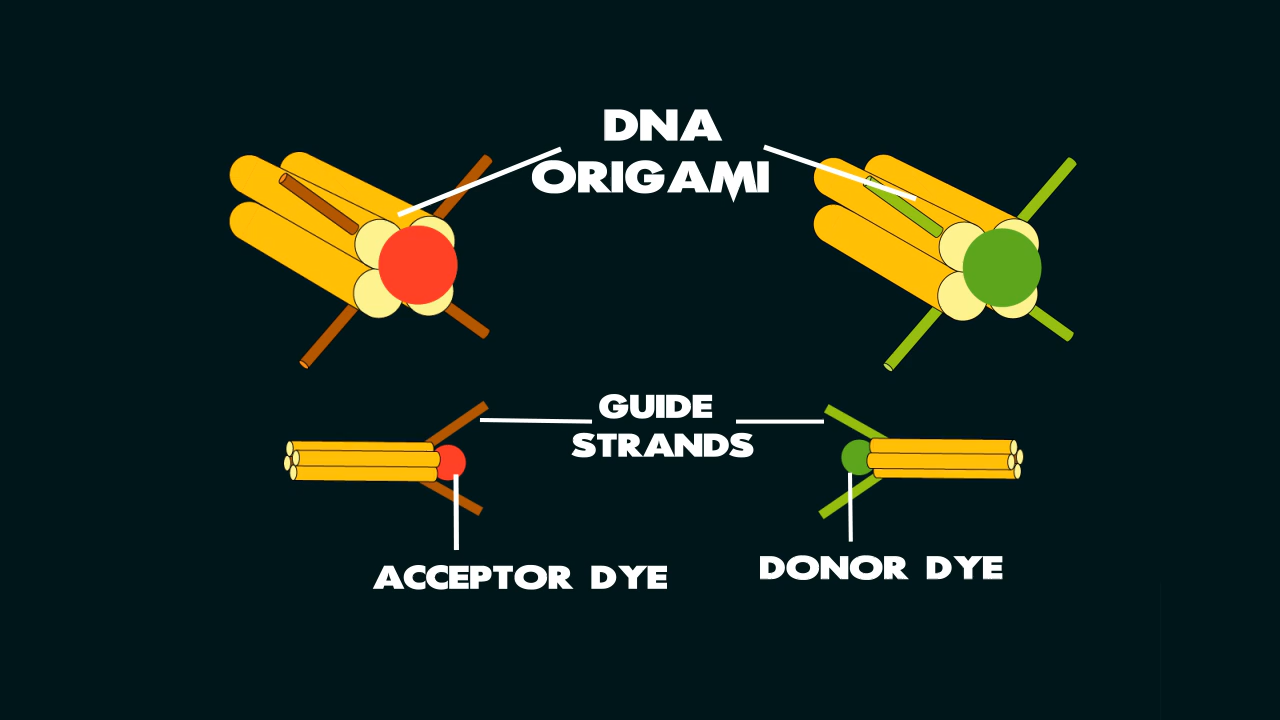 DNA
ORIGAMI
GUIDE
STRANDS
ACCEPTOR DYE
DONOR DYE